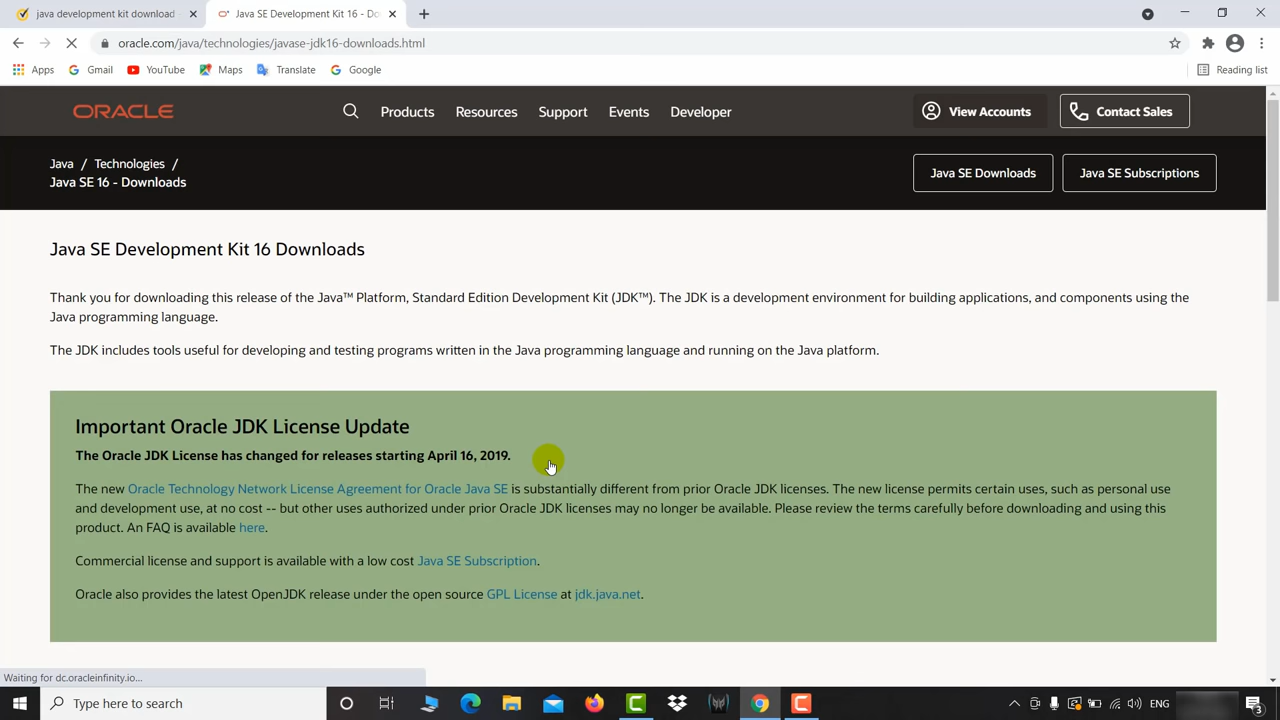 java development kit download
Java SE Development Kit 16 - Do
oracle.com/java/technologies/javase-jdk16-downloads.html
Apps Gmail YouTube Maps Translate Google Reading list
ORACLE Products Resources Support Events Developer View Accounts Contact Sales
Java / Technologies /
Java SE 16 - Downloads
Java SE Downloads Java SE Subscriptions
Java SE Development Kit 16 Downloads
Thank you for downloading this release of the Java™ Platform, Standard Edition Development Kit (JDK™). The JDK is a development environment for building applications, and components using the
Java programming language.
The JDK includes tools useful for developing and testing programs written in the Java programming language and running on the Java platform.
Important Oracle JDK License Update
The Oracle JDK License has changed for releases starting April 16, 2019.
The new Oracle Technology Network License Agreement for Oracle Java SE is substantially different from prior Oracle JDK licenses. The new license permits certain uses, such as personal use
and development use, at no cost -- but other uses authorized under prior Oracle JDK licenses may no longer be available. Please review the terms carefully before downloading and using this
product. An FAQ is available here.
Commercial license and support is available with a low cost Java SE Subscription.
Oracle also provides the latest OpenJDK release under the open source GPL License at jdk.java.net.
Waiting for dc.oracleinfinity.io...
Type here to search
ENG
3